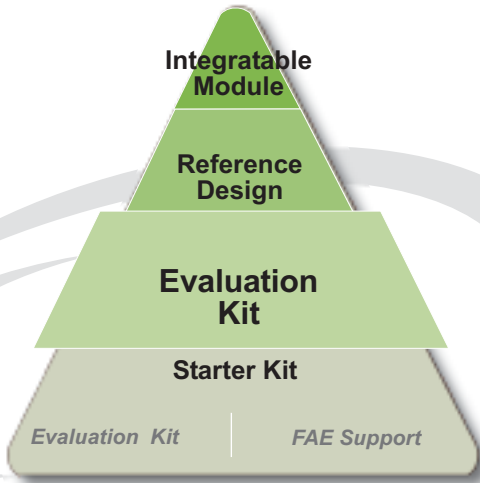 Integratable
Module
Reference
Design
Evaluation
Kit
Starter Kit
Evaluation Kit
FAE Support